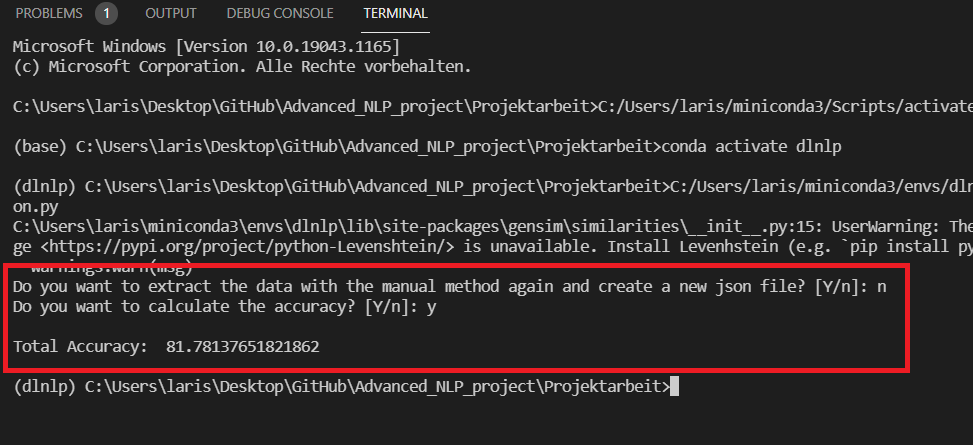 PROBLEMS 1 OUTPUT DEBUG CONSOLE TERMINAL
Microsoft Windows [Version 10.0.19043.1165]
(c) Microsoft Corporation. Alle Rechte vorbehalten.
C:\Users\laris\Desktop\GitHub\Advanced_NLP_project\Projektarbeit>C:/Users/laris/miniconda3/Scripts/activate
(base) C:\Users\laris\Desktop\GitHub\Advanced_NLP_project\Projektarbeit>conda activate dlnlp
(dlnlp) C:\Users\laris\Desktop\GitHub\Advanced_NLP_project\Projektarbeit>C:/Users/laris/miniconda3/envs/dln
on.py
C:\Users\laris\miniconda3\envs\dlnlp\lib\site-packages\gensim\similarities\__init__.py:15: UserWarning: The
ge <https://pypi.org/project/python-Levenshtein/> is unavailable. Install Levenhstein (e.g. `pip install py
warnings.warn(msg)
Do you want to extract the data with the manual method again and create a new json file? [Y/n]: n
Do you want to calculate the accuracy? [Y/n]: y
Total Accuracy:  81.78137651821862
(dlnlp) C:\Users\laris\Desktop\GitHub\Advanced_NLP_project\Projektarbeit>